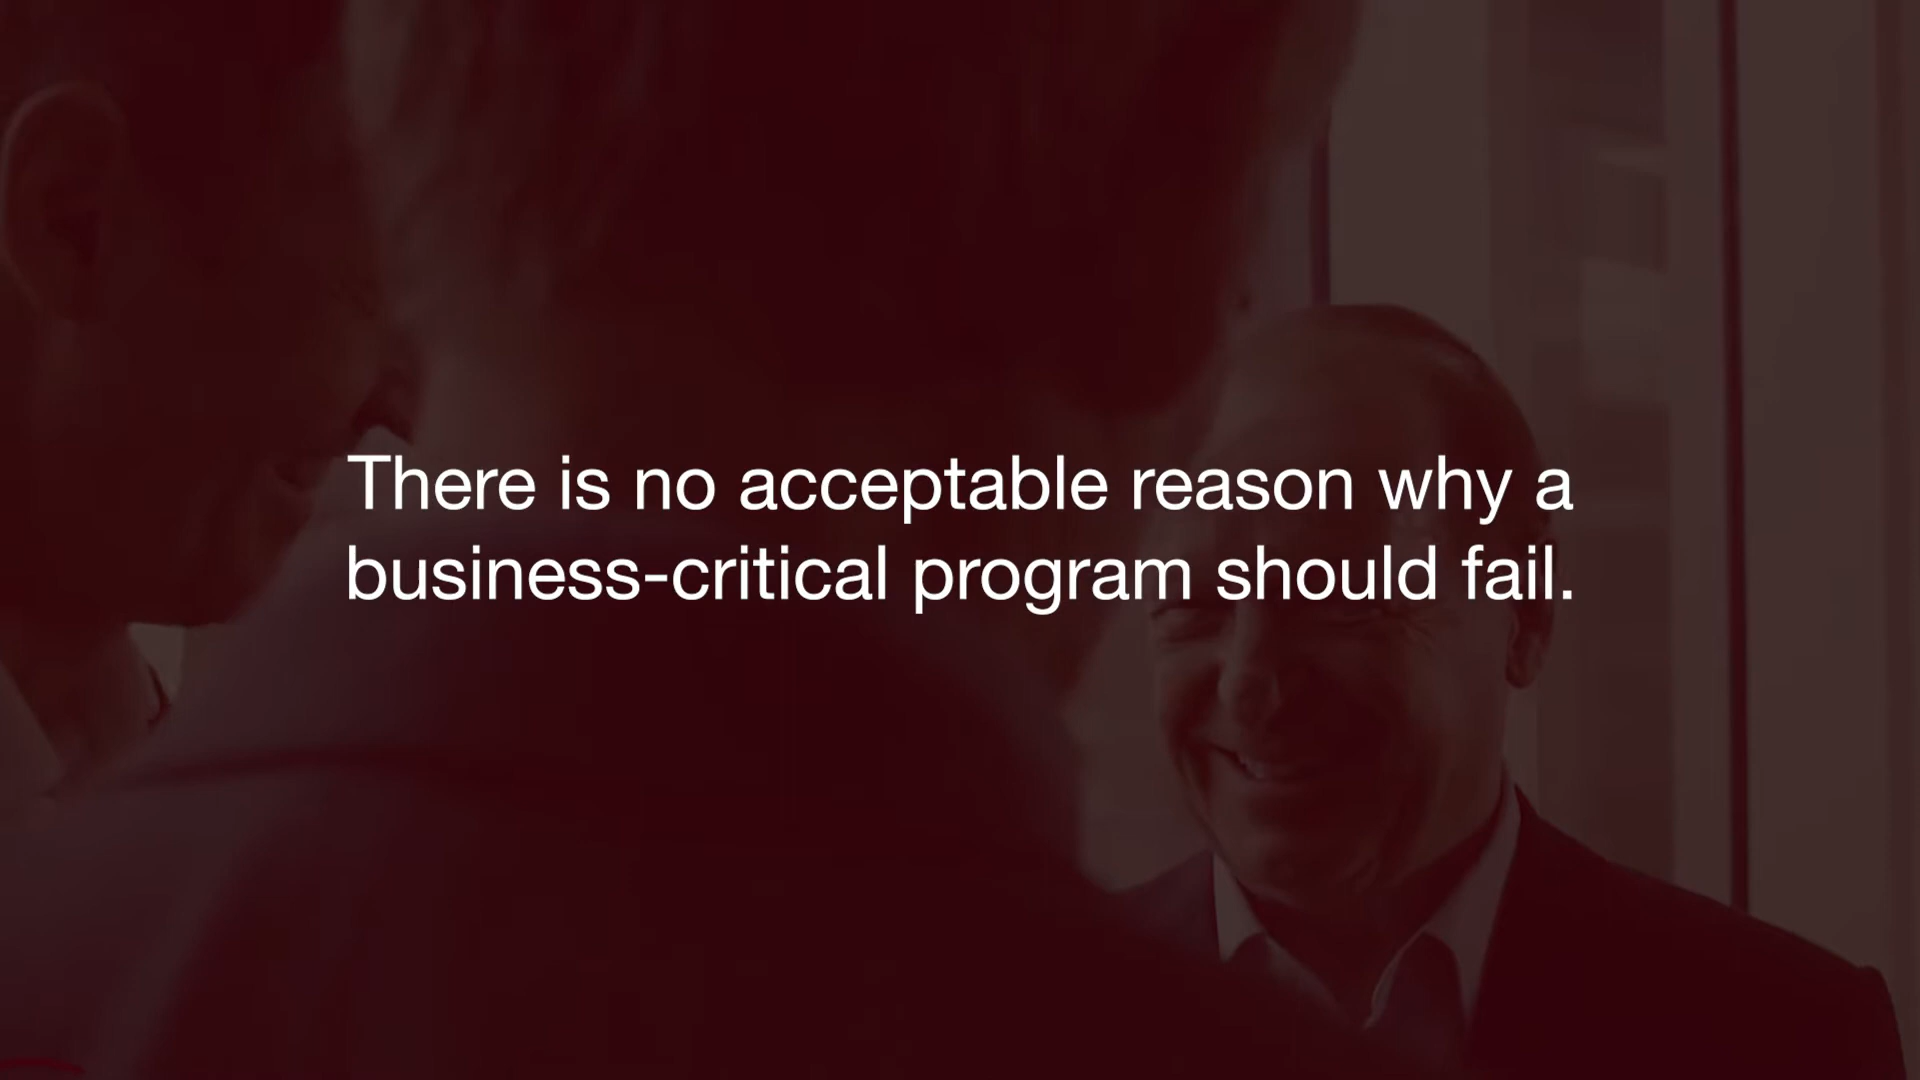 There is no acceptable reason why a
business-critical program should fail.